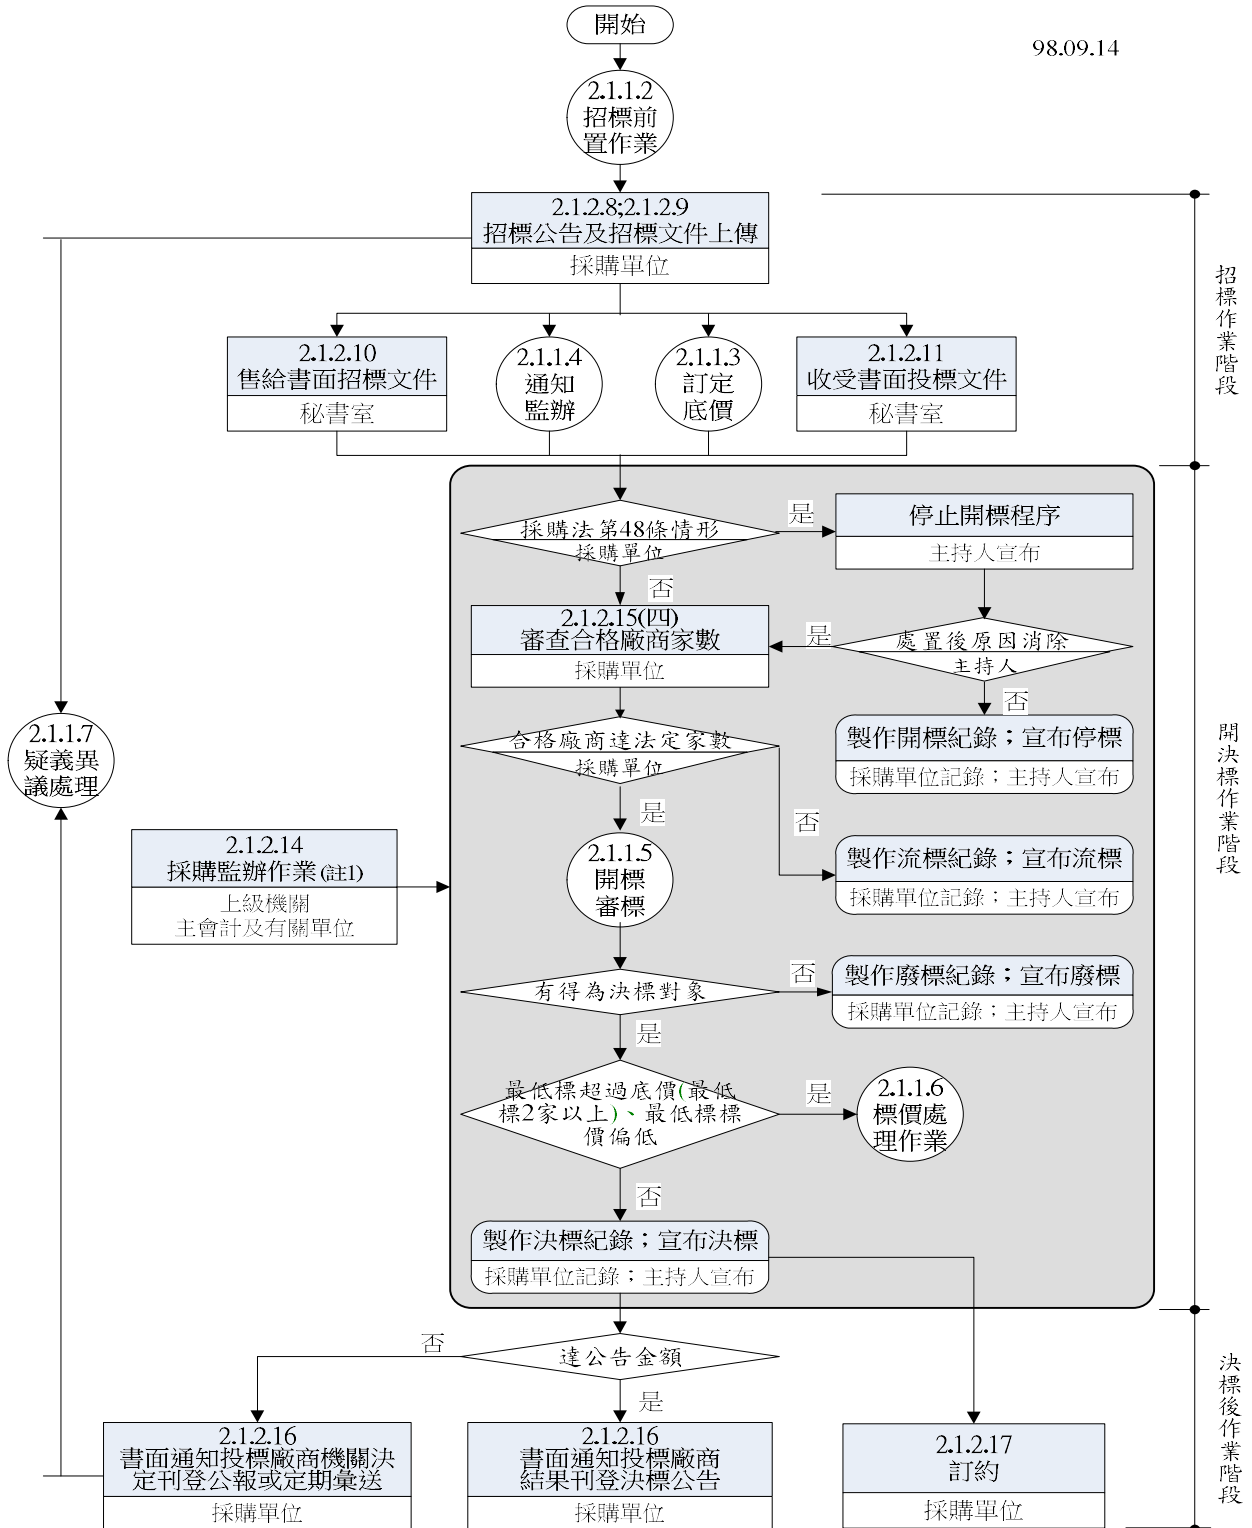 開始
98.09.14
2.1.1.2
招標前
置作業
2.1.2.8;2.1.2.9
招標公告及招標文件上傳
採購單位
招標作業階段
2.1.2.10
售給書面招標文件
秘書室
2.1.1.4
通知
監辦
2.1.1.3
訂定
底價
2.1.2.11
收受書面投標文件
秘書室
採購法第48條情形
採購單位
是
停止開標程序
主持人宣布
否
2.1.2.15(四)
審查合格廠商家數
採購單位
是
處置後原因消除
主持人
否
製作開標紀錄；宣布停標
採購單位記錄；主持人宣布
合格廠商達法定家數
採購單位
是
否
2.1.1.7
疑義異
議處理
開決標作業階段
2.1.2.14
採購監辦作業(註1)
上級機關
主會計及有關單位
2.1.1.5
開標
審標
製作流標紀錄；宣布流標
採購單位記錄；主持人宣布
有得為決標對象
否
製作廢標紀錄；宣布廢標
採購單位記錄；主持人宣布
是
最低標超過底價(最低
標2家以上)、最低標標
價偏低
是
2.1.1.6
標價處
理作業
否
製作決標紀錄；宣布決標
採購單位記錄；主持人宣布
達公告金額
否
是
決標後作業階段
2.1.2.16
書面通知投標廠商機關決
定刊登公報或定期彙送
採購單位
2.1.2.16
書面通知投標廠商
結果刊登決標公告
採購單位
2.1.2.17
訂約
採購單位